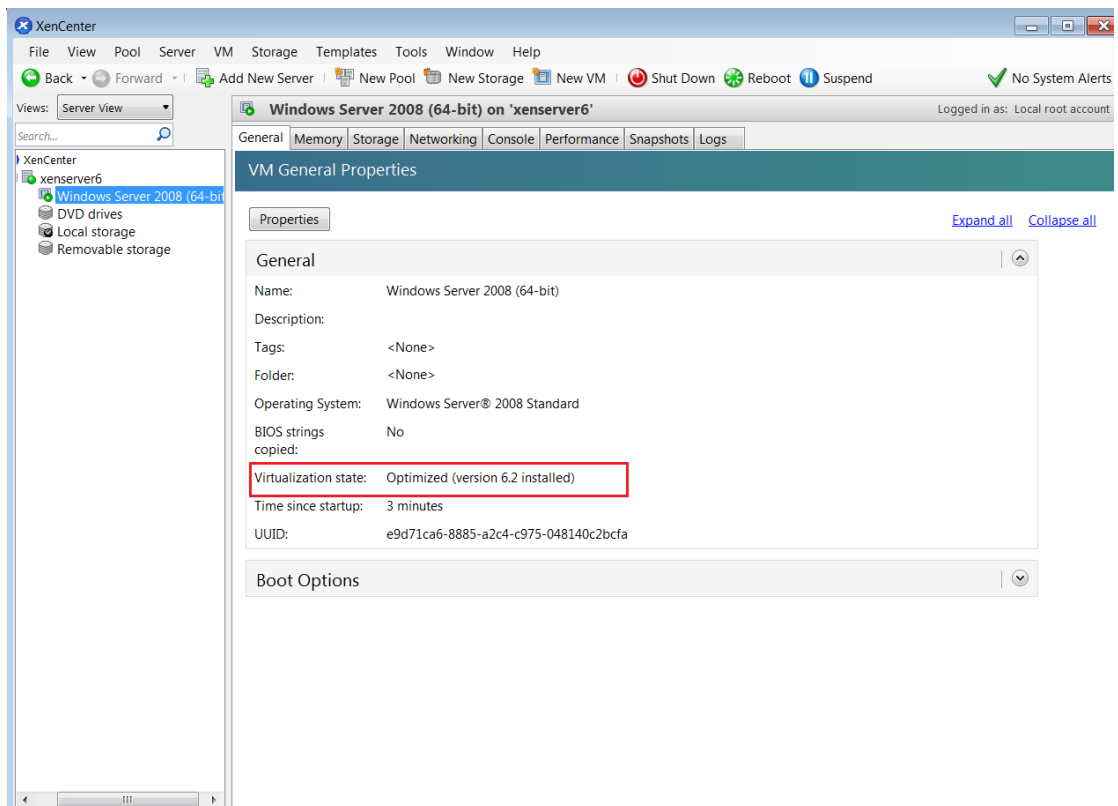 XenCenter
File View Pool Server VM Storage Templates Tools Window Help
Back Forward Add New Server New Pool New Storage New VM Shut Down Reboot Suspend No System Alerts
Views: Server View
Windows Server 2008 (64-bit) on 'xenserver6' Logged in as: Local root account
Search...
General Memory Storage Networking Console Performance Snapshots Logs
XenCenter
xenserver6
Windows Server 2008 (64-bit
DVD drives
Local storage
Removable storage
VM General Properties
Properties Expand all Collapse all
General
Name: Windows Server 2008 (64-bit)
Description:
Tags: <None>
Folder: <None>
Operating System: Windows Server® 2008 Standard
BIOS strings No
copied:
Virtualization state: Optimized (version 6.2 installed)
Time since startup: 3 minutes
UUID: e9d71ca6-8885-a2c4-c975-048140c2bcfa
Boot Options